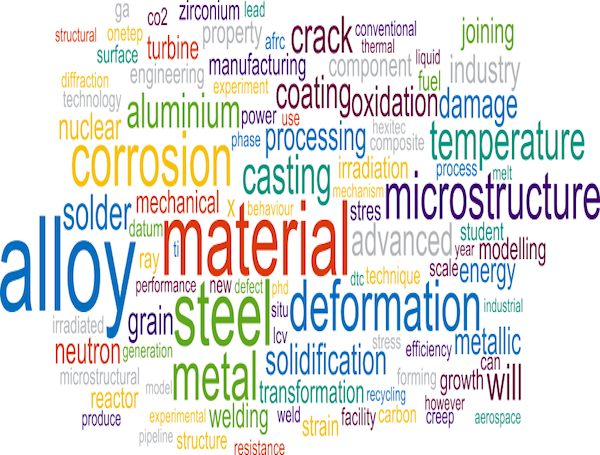 ga
co2
zirconium
lead
structural
onetep
property
afrc
crack
conventional
joining
surface
turbine
thermal
liquid
diffraction
engineering
manufacturing
component
industry
experiment
fuel
technology
aluminium
power
use
coating
oxidation
damage
nuclear
phase
processing
hexitec
composite
temperature
corrosion
casting
irradiation
process
melt
mechanism
microstructure
solder
mechanical
X
behaviour
stres
datum
material
advanced
student
alloy
ti
year
modelling
ray
dtc
technique
scale
energy
performance
new
defect
phd
steel
situ
deformation
industrial
irradiated
grain
lcv
neutron
generation
solidification
stress
efficiency
metallic
microstructural
model
metal
can
forming
growth
will
reactor
transformation
recycling
however
produce
experimental
welding
weld
facility
carbon
creep
aerospace
strain
pipeline
structure
resistance